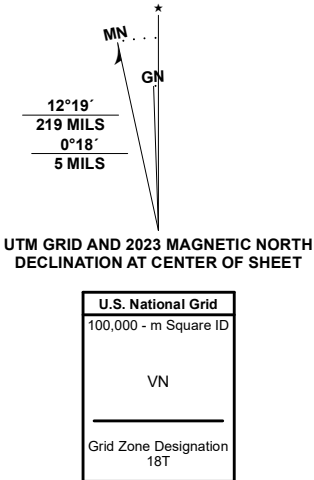 ★
MN
GN
12°19´
219 MILS
0°18´
5 MILS
UTM GRID AND 2023 MAGNETIC NORTH
DECLINATION AT CENTER OF SHEET
U.S. National Grid
100,000 - m Square ID
VN
Grid Zone Designation
18T